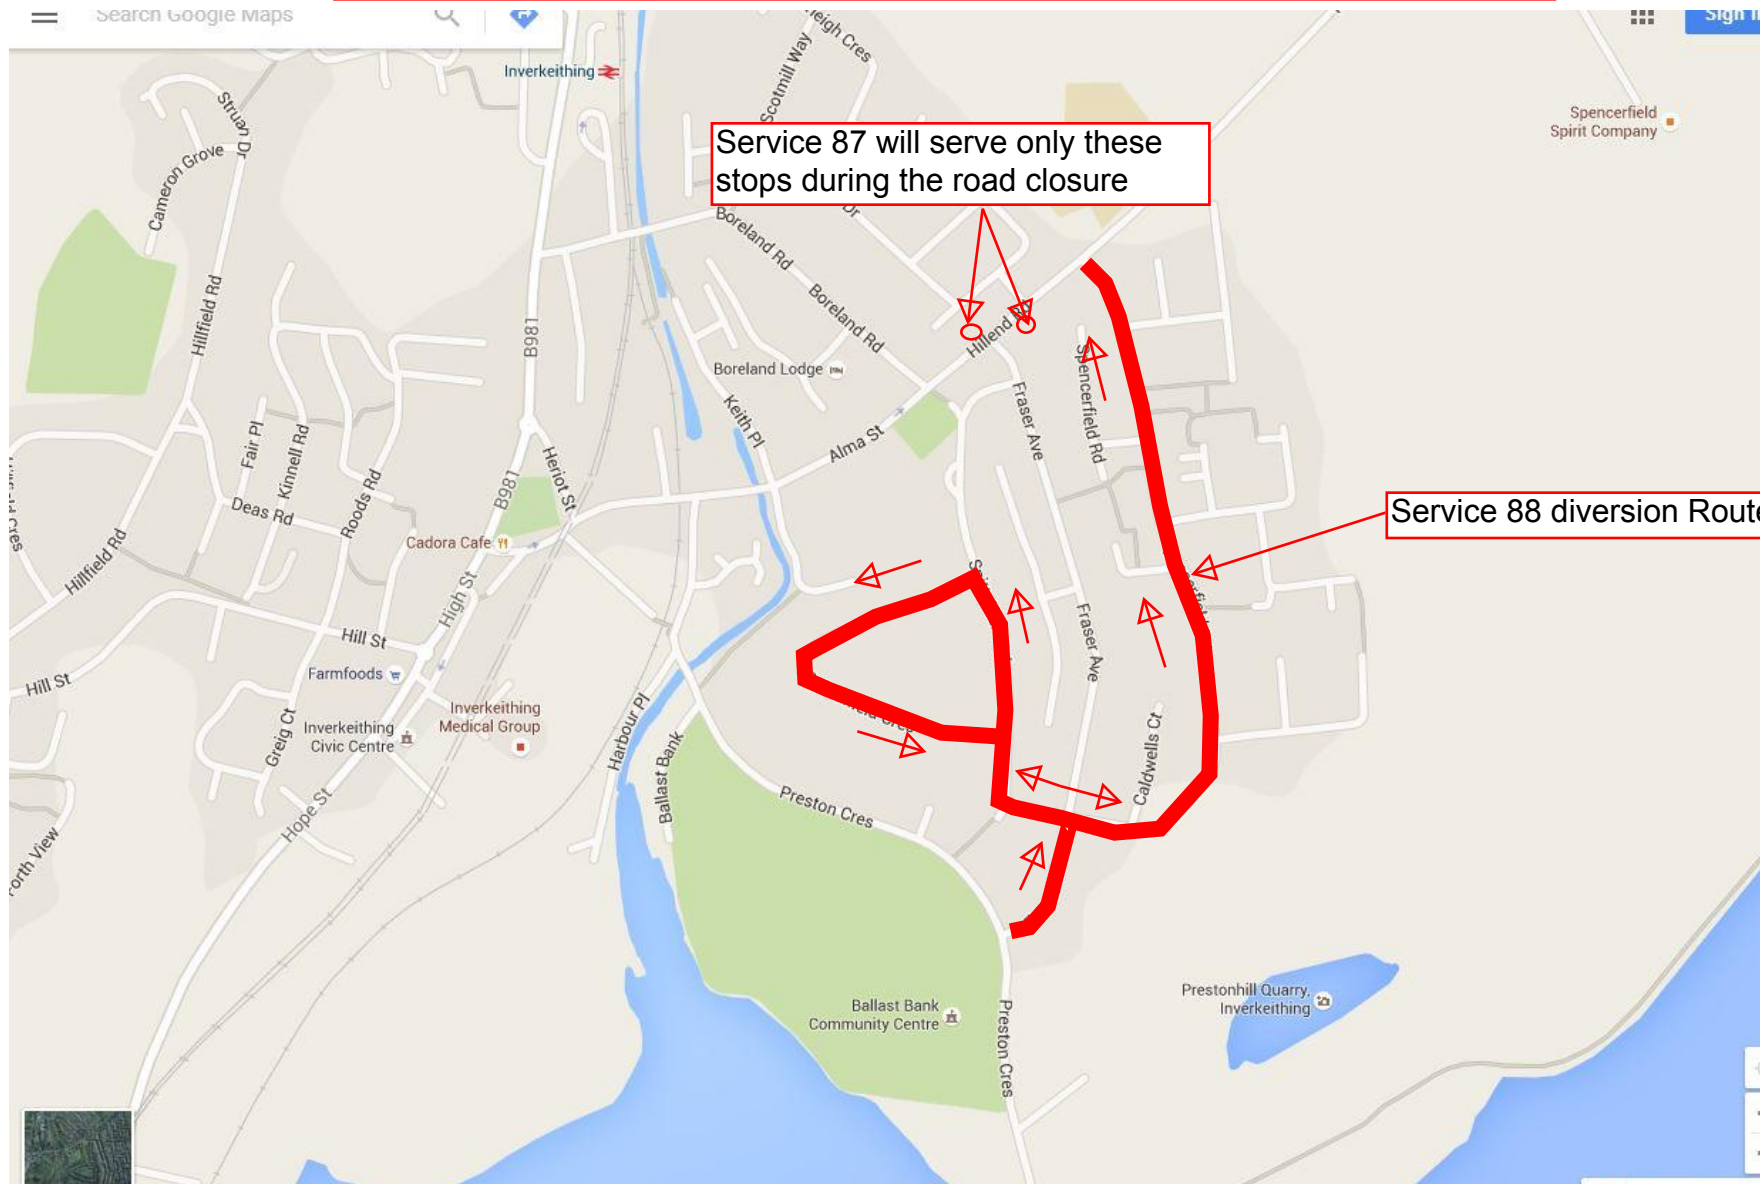 Search Google Maps
Sign in
Inverkeithing
Scotmill Way
Struan Dr
Cameron Grove
Spencerfield
Spirit Company
Service 87 will serve only these
stops during the road closure
Dr
Boreland Rd
Boreland Rd
Hillfield Rd
B981
Hillend Rd
Boreland Lodge
Spencerfield Rd
Keith Pl
Fraser Ave
Alma St
Fair Pl
Kinnell Rd
Roods Rd
Deas Rd
B981
Heriot St
Service 88 diversion Route
Cadora Cafe
Hillfield Rd
High St
Hill St
Fraser Ave
Farmfoods
Hill St
Inverkeithing
Medical Group
Inverkeithing
Civic Centre
Greig Ct
Harbour Pl
Ballast Bank
Caldwells Ct
Preston Cres
Hope St
Forth View
Prestonhill Quarry,
Inverkeithing
Ballast Bank
Community Centre
Preston Cres